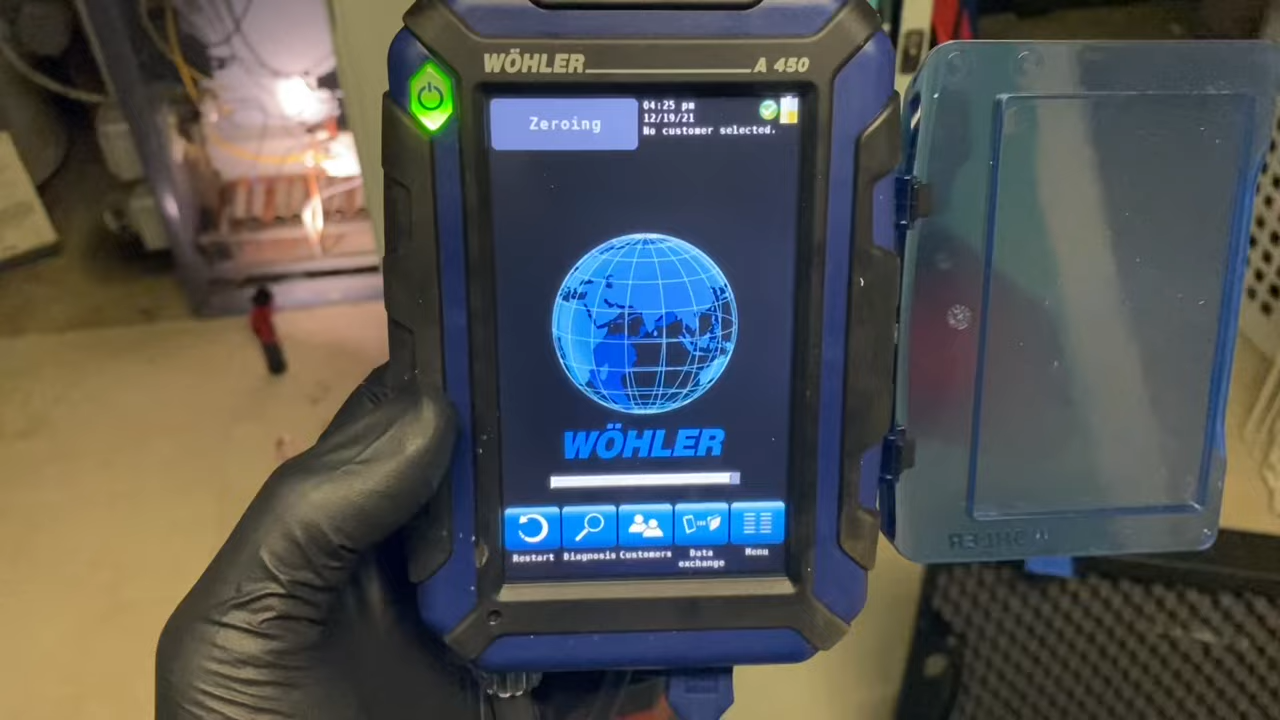 WÖHLER A 450
Zeroing
04:25 pm
12/19/21
No customer selected.
WÖHLER
Restart Diagnosis Customers Data exchange Menu
WÖHLER